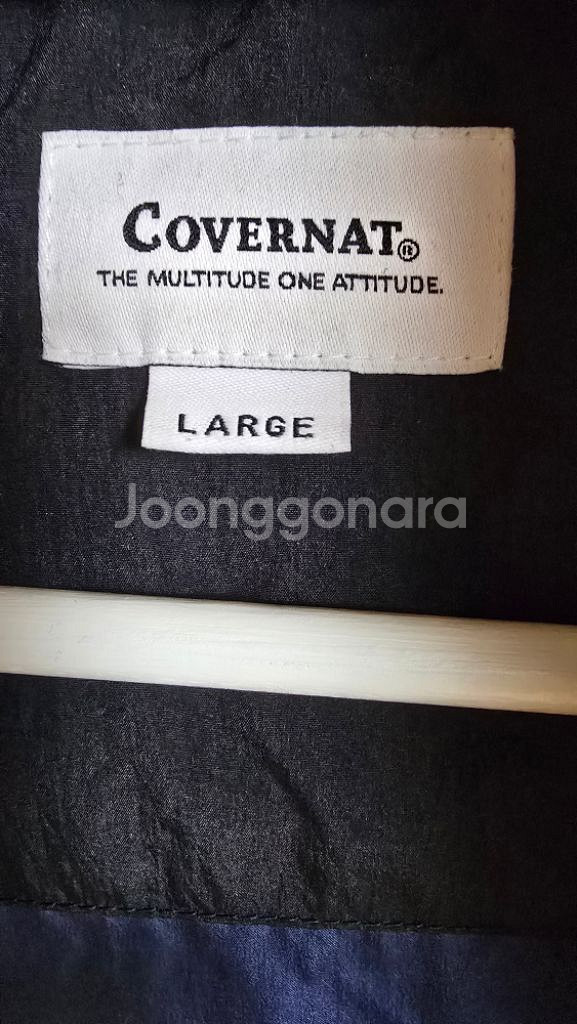 COVERNAT®
THE MULTITUDE ONE ATTITUDE.
LARGE
Joonggonara